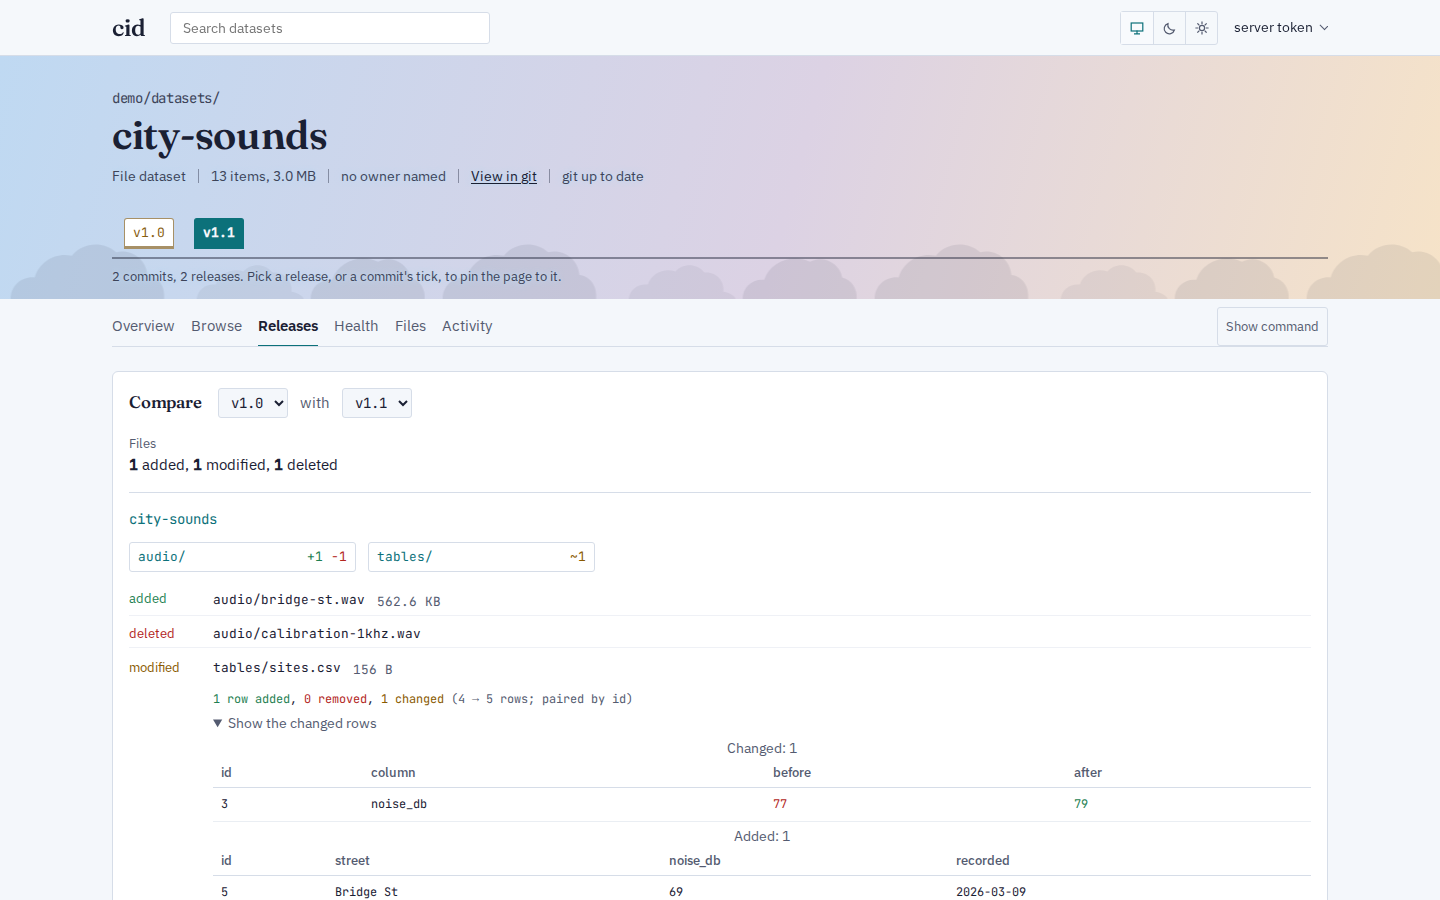 cid
Search datasets
server token
demo/datasets/
city-sounds
File dataset
13 items, 3.0 MB
no owner named
View in git
git up to date
v1.0
v1.1
2 commits, 2 releases. Pick a release, or a commit's tick, to pin the page to it.
Overview
Browse
Releases
Health
Files
Activity
Show command
Compare v1.0 with v1.1
Files
1 added, 1 modified, 1 deleted
city-sounds
audio/ +1 -1
tables/ ~1
added audio/bridge-st.wav 562.6 KB
deleted audio/calibration-1khz.wav
modified tables/sites.csv 156 B
1 row added, 0 removed, 1 changed (4 → 5 rows; paired by id)
▼ Show the changed rows
Changed: 1
id column before after
3 noise_db 77 79
Added: 1
id street noise_db recorded
5 Bridge St 69 2026-03-09